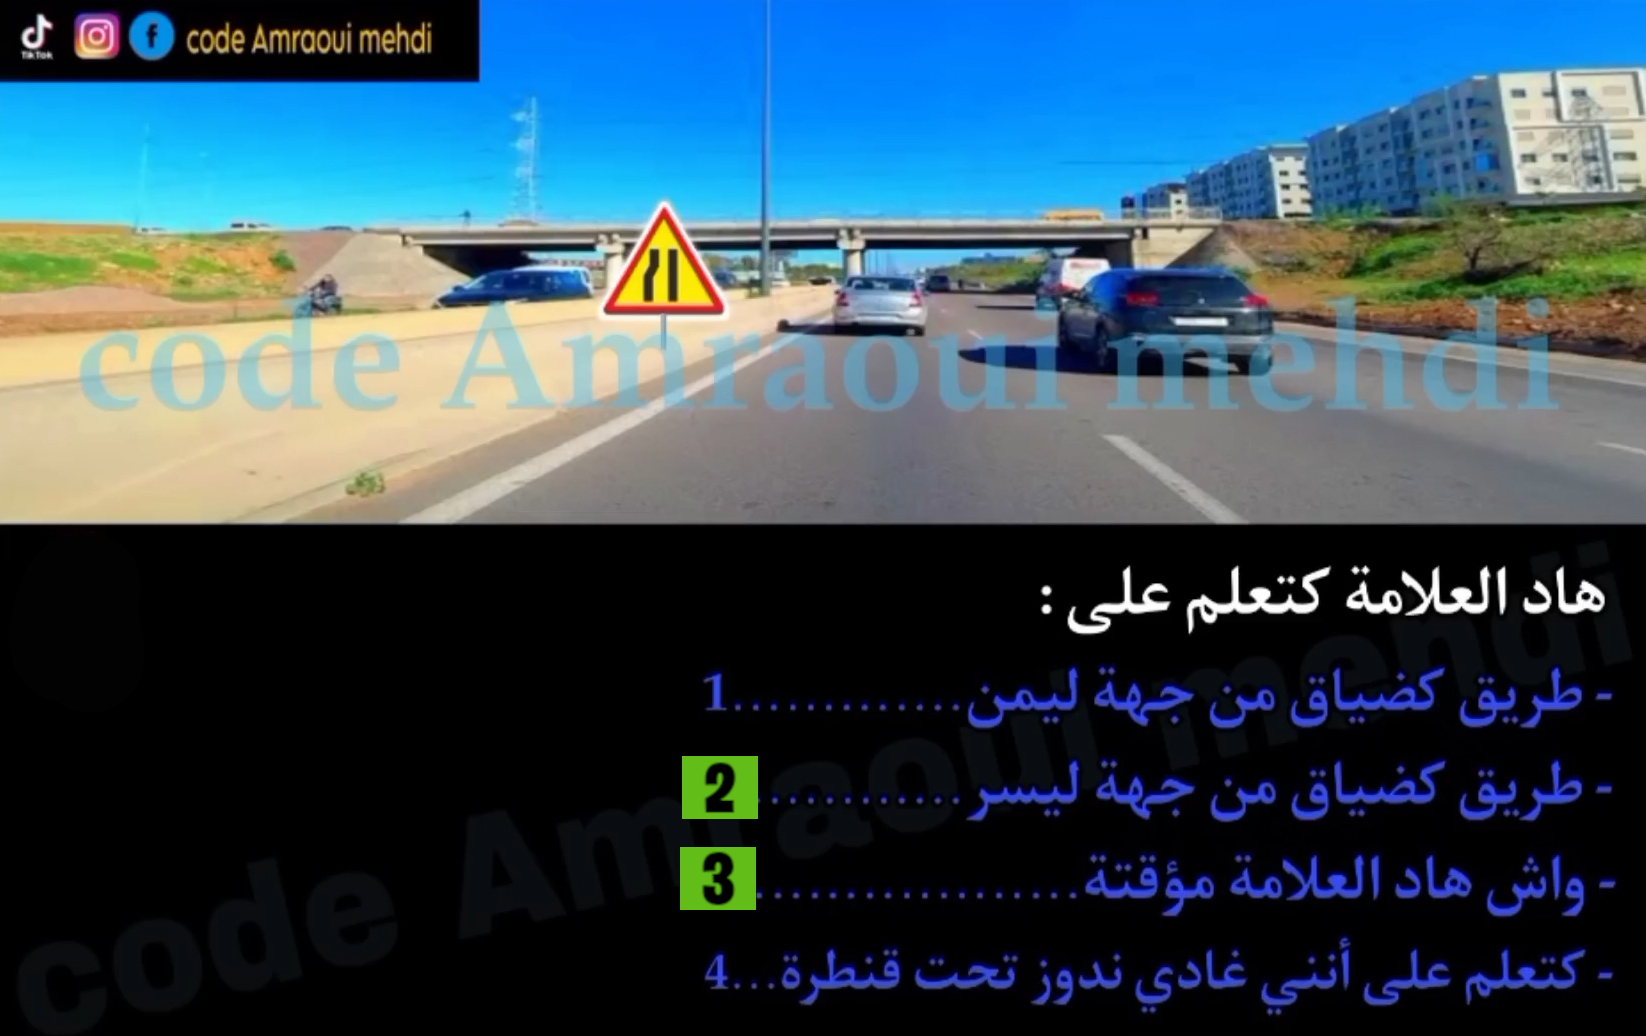 TikTok
code Amraoui mehdi
code Amraoui mehdi
هاد العلامة كتعلم على :
- طريق كضياق من جهة ليمن.............1
- طريق كضياق من جهة ليسر............2
- واش هاد العلامة مؤقتة..................3
- كتعلم على أنني غادي ندوز تحت قنطرة...4
code Amraoui mehdi